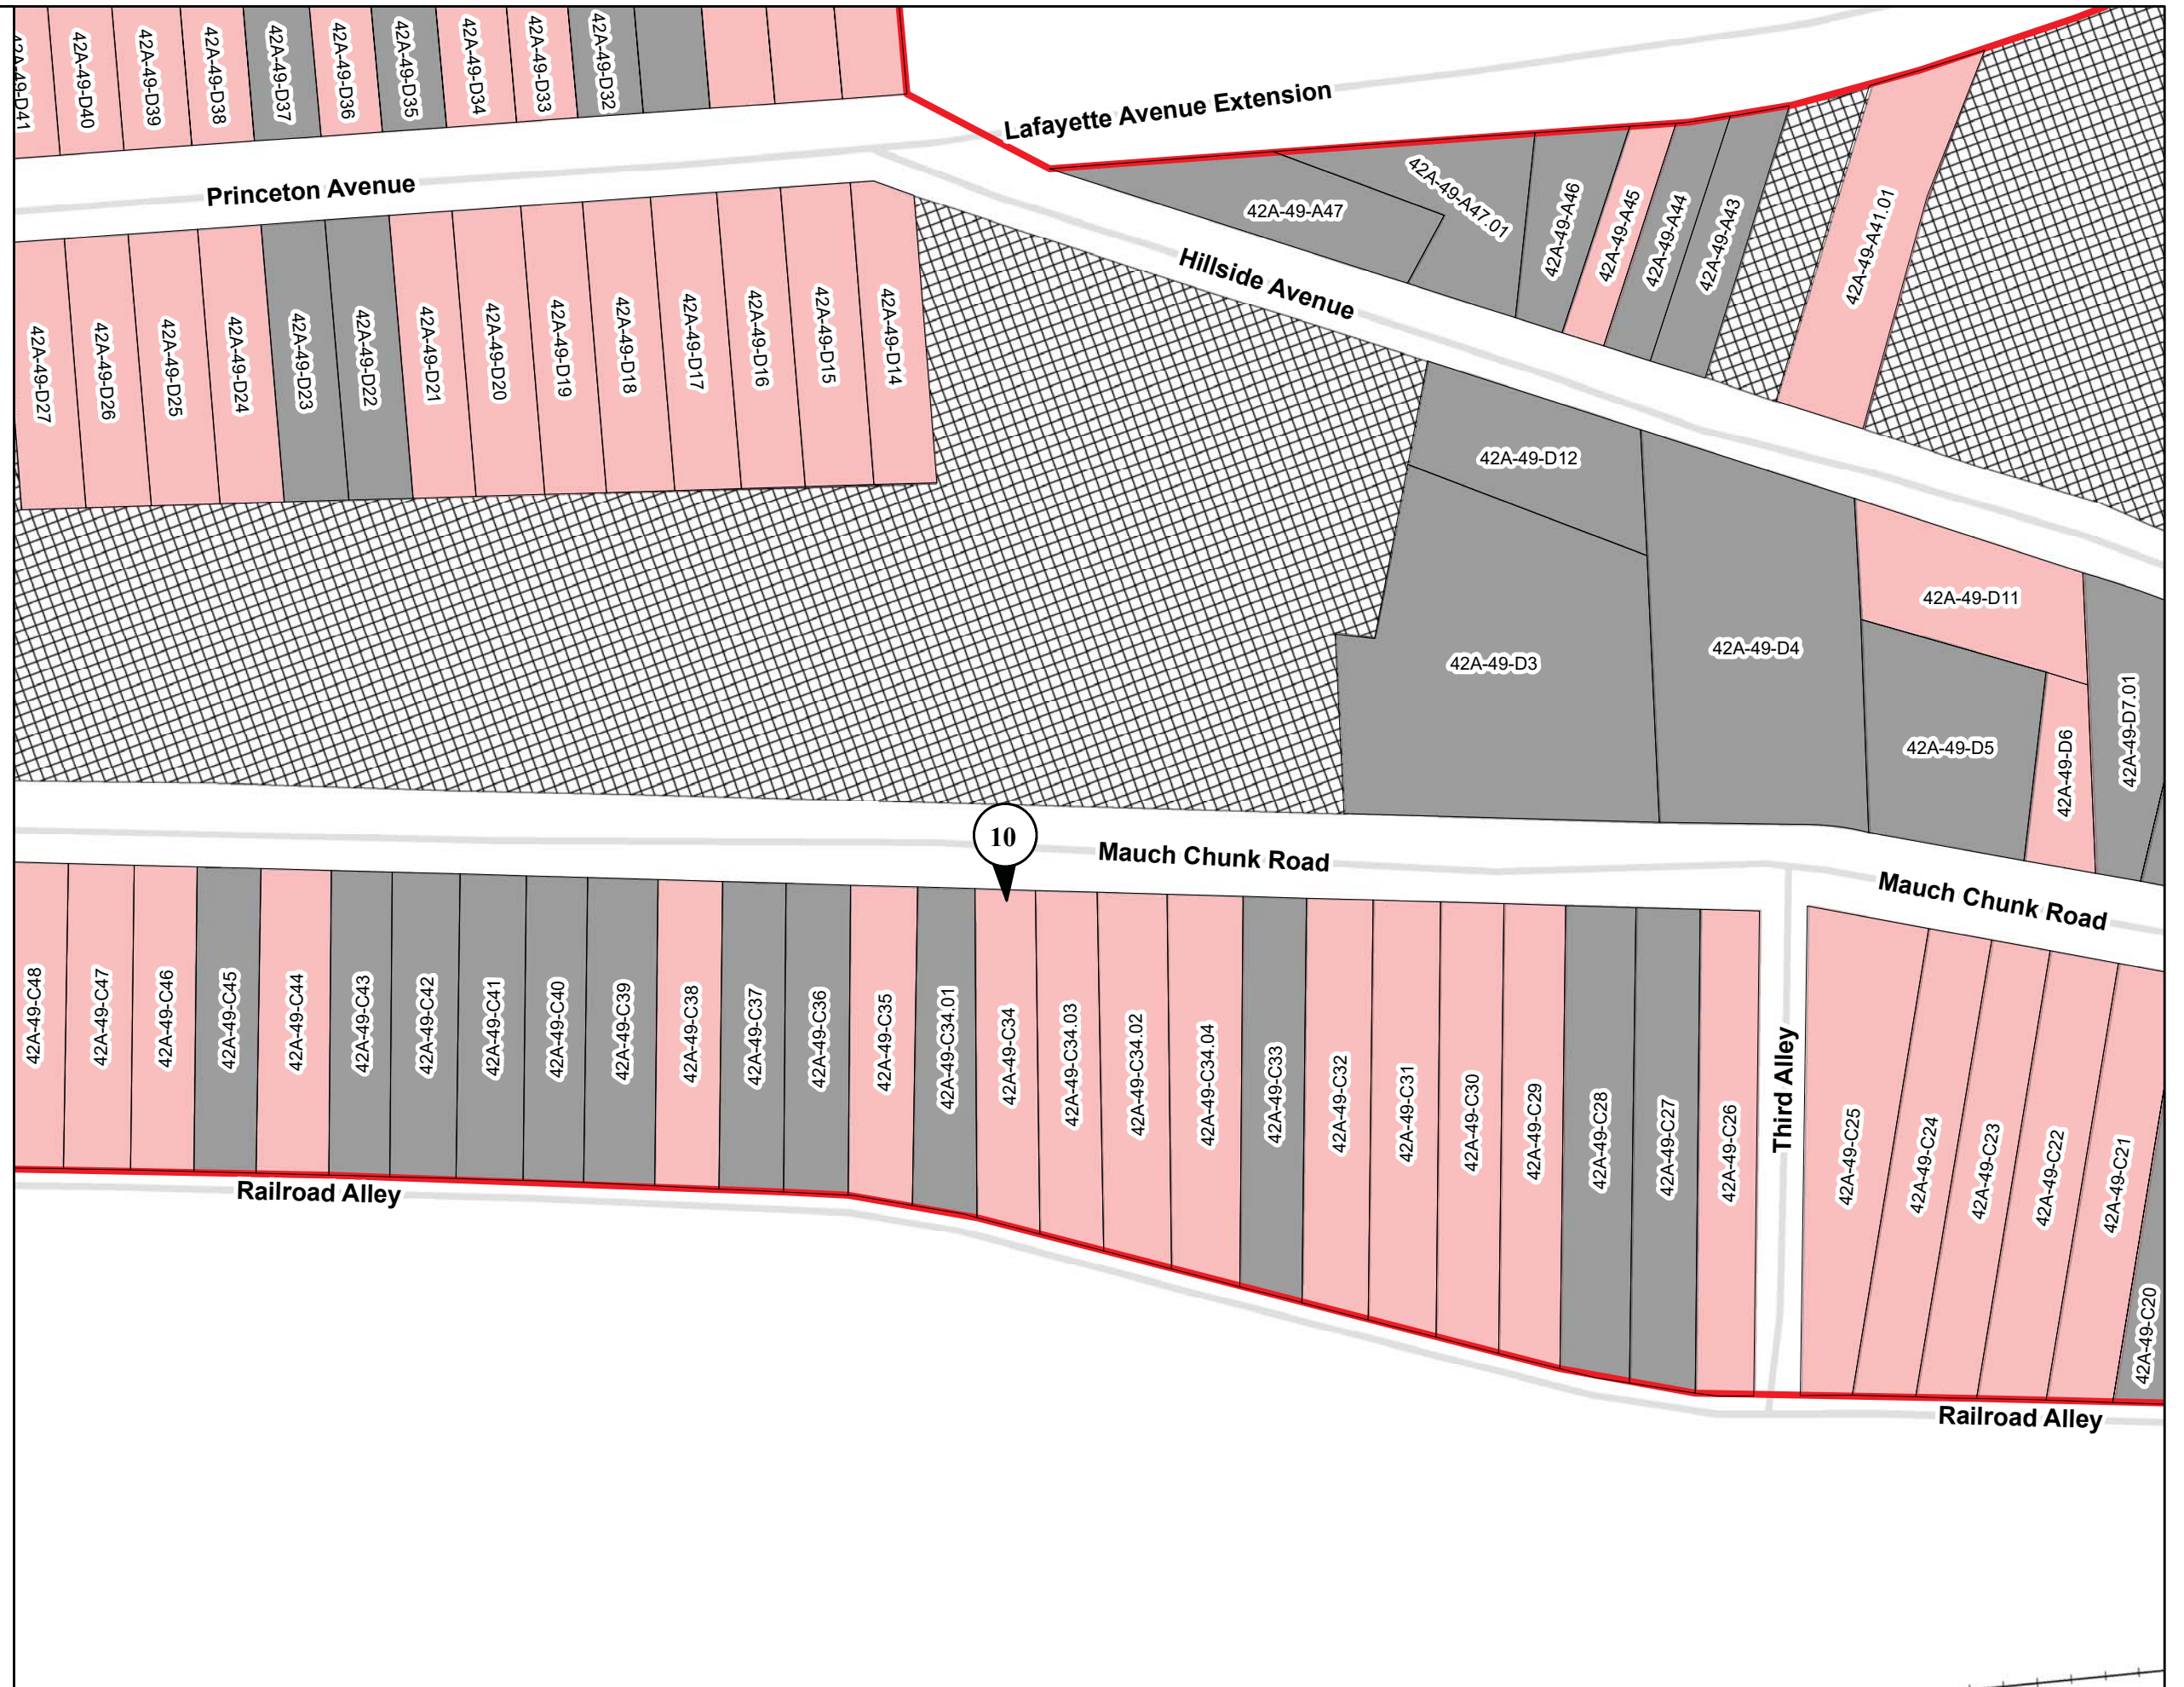 42A-49-D41
42A-49-D40
42A-49-D39
42A-49-D38
42A-49-D37
42A-49-D36
42A-49-D35
42A-49-D34
42A-49-D33
42A-49-D32
Lafayette Avenue Extension
Princeton Avenue
42A-49-A47
42A-49-A47.01
42A-49-A46
42A-49-A45
42A-49-A44
42A-49-A43
42A-49-A41.01
Hillside Avenue
42A-49-D27
42A-49-D26
42A-49-D25
42A-49-D24
42A-49-D23
42A-49-D22
42A-49-D21
42A-49-D20
42A-49-D19
42A-49-D18
42A-49-D17
42A-49-D16
42A-49-D15
42A-49-D14
42A-49-D12
42A-49-D11
42A-49-D3
42A-49-D4
42A-49-D5
42A-49-D6
42A-49-D7.01
10
Mauch Chunk Road
Mauch Chunk Road
42A-49-C48
42A-49-C47
42A-49-C46
42A-49-C45
42A-49-C44
42A-49-C43
42A-49-C42
42A-49-C41
42A-49-C40
42A-49-C39
42A-49-C38
42A-49-C37
42A-49-C36
42A-49-C35
42A-49-C34.01
42A-49-C34
42A-49-C34.03
42A-49-C34.02
42A-49-C34.04
42A-49-C33
42A-49-C32
42A-49-C31
42A-49-C30
42A-49-C29
42A-49-C28
42A-49-C27
42A-49-C26
Third Alley
42A-49-C25
42A-49-C24
42A-49-C23
42A-49-C22
42A-49-C21
42A-49-C20
Railroad Alley
Railroad Alley